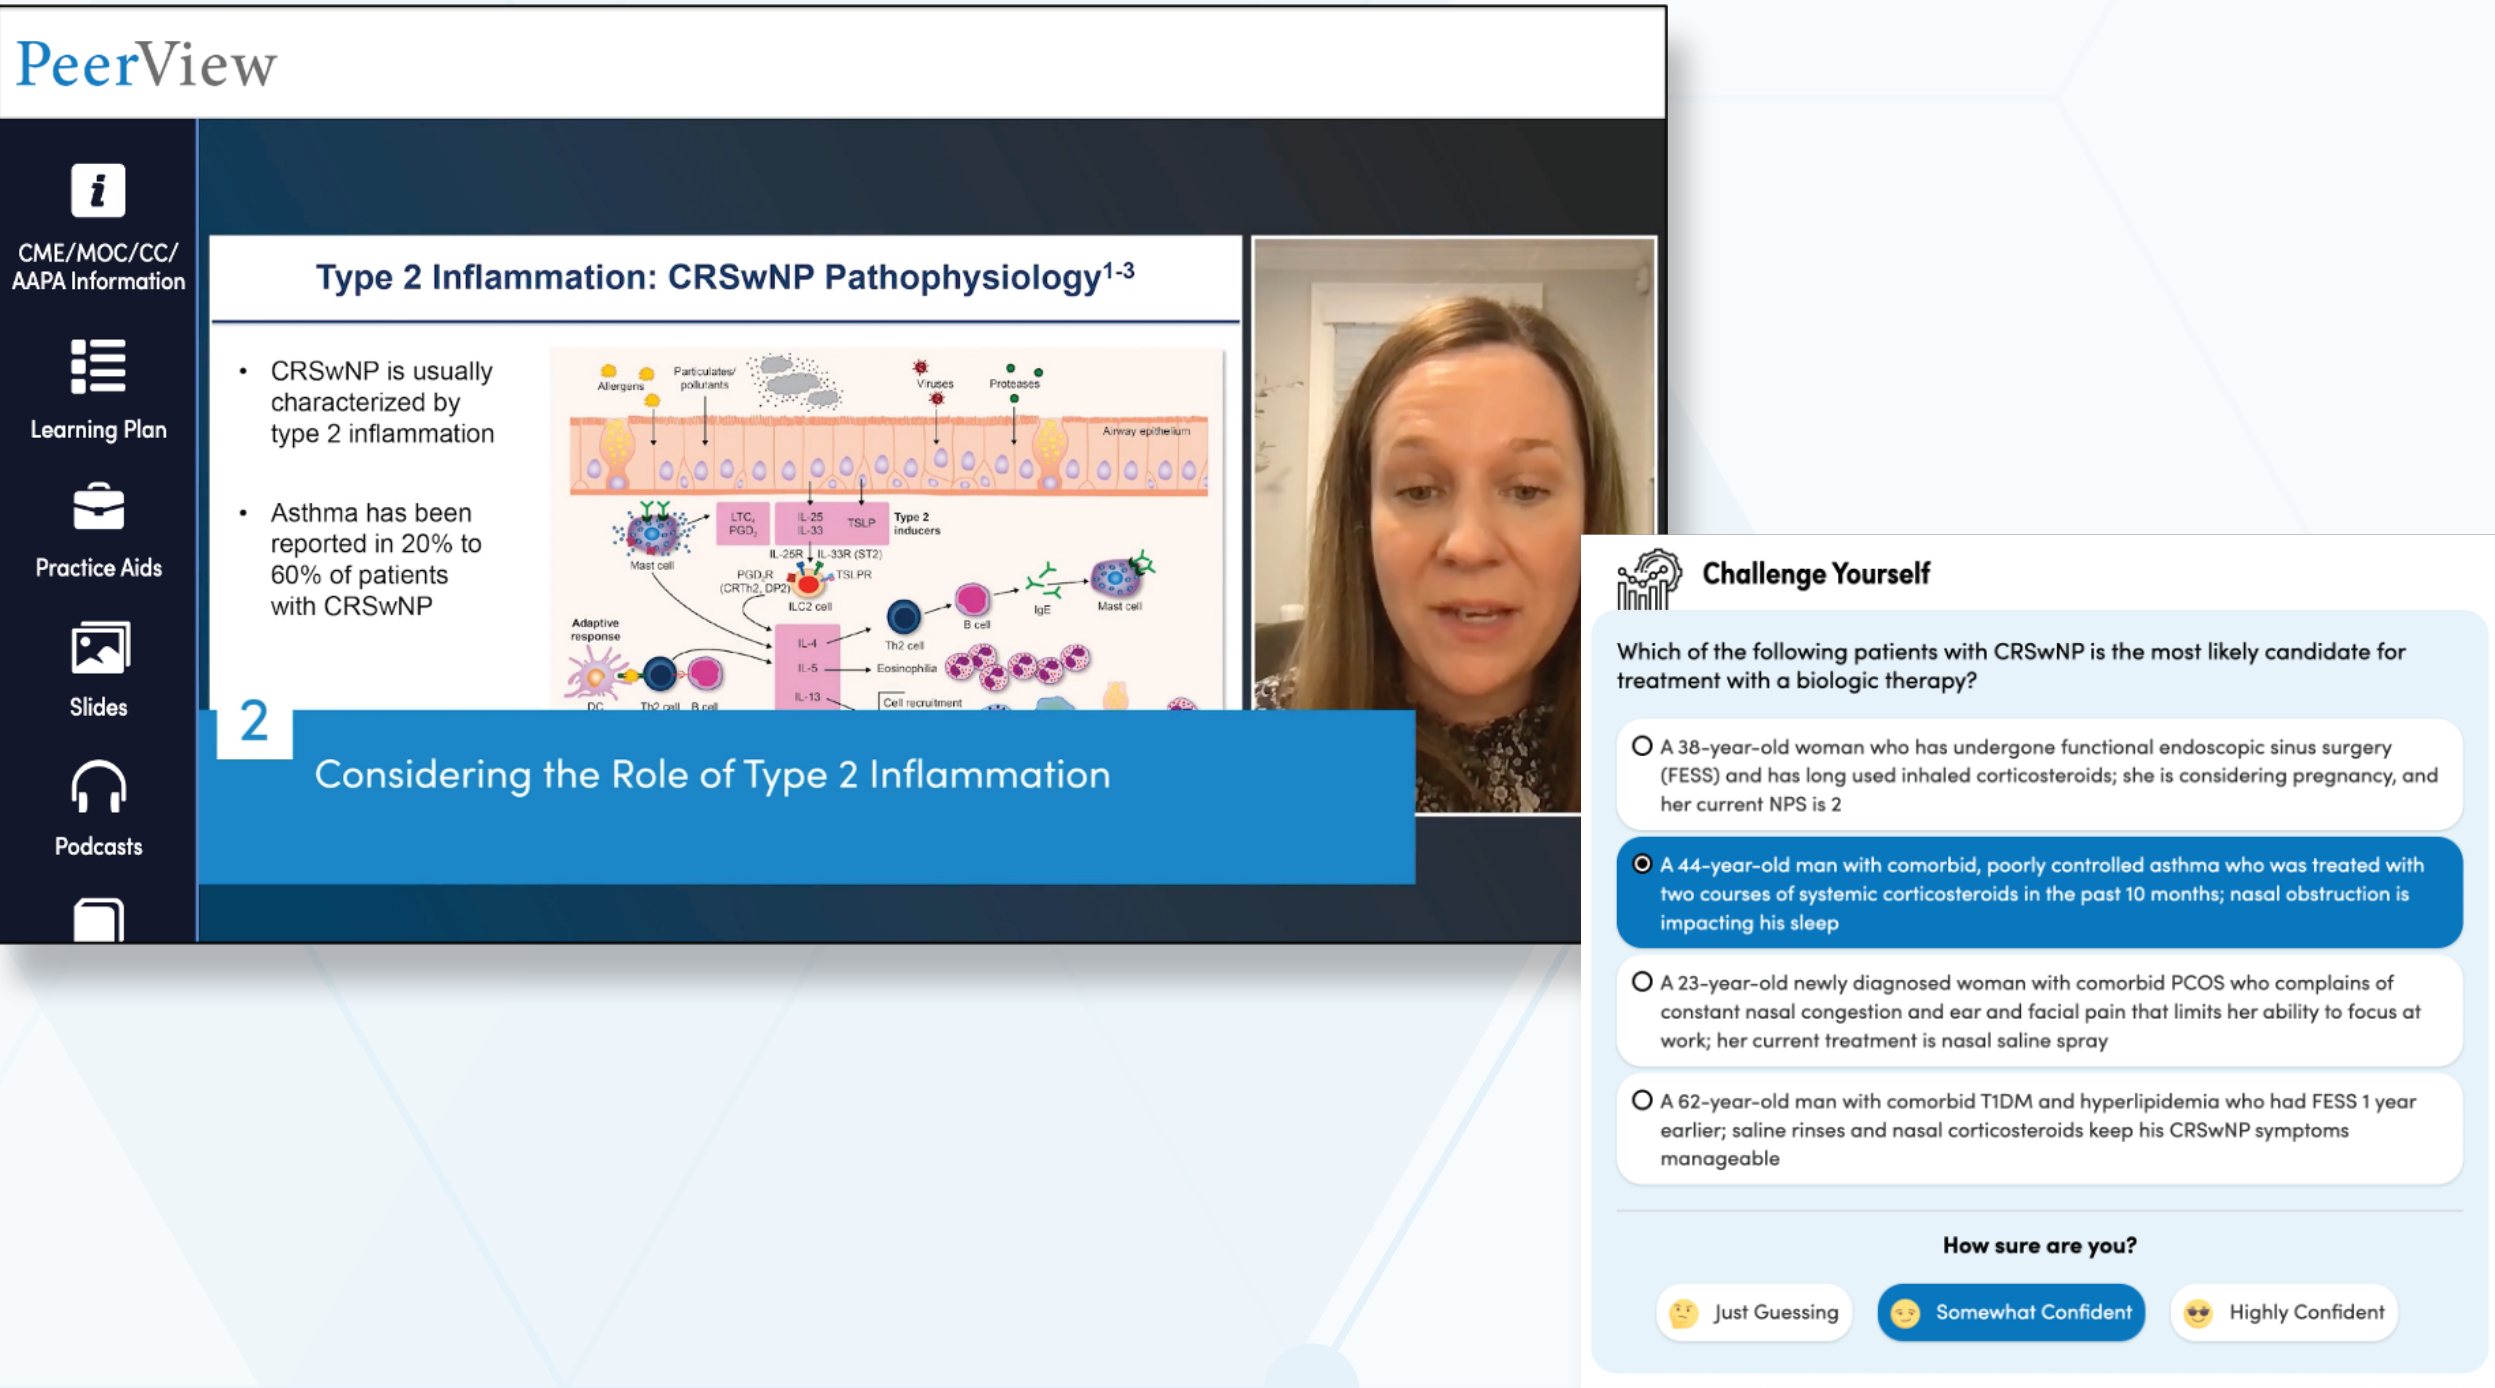 PeerView
i
CME/MOC/CC/
AAPA Information
Learning Plan
Practice Aids
Slides
Podcasts
Type 2 Inflammation: CRSwNP Pathophysiology1-3
• CRSwNP is usually
characterized by
type 2 inflammation
• Asthma has been
reported in 20% to
60% of patients
with CRSwNP
Allergens
Particulates/
pollutants
Viruses
Proteases
Airway epithelium
Mast cell
LTC4
PGD2
IL-25
IL-33
TSLP
Type 2
inducers
IL-25R
IL-33R (ST2)
PGD2R
(CRTh2, DP2)
TSLPR
ILC2 cell
Adaptive
response
DC
Th2 cell
B cell
IL-4
IL-5
IL-13
Th2 cell
B cell
IgE
Mast cell
Eosinophilia
Cell recruitment
2
Considering the Role of Type 2 Inflammation
Challenge Yourself
Which of the following patients with CRSwNP is the most likely candidate for
treatment with a biologic therapy?
A 38-year-old woman who has undergone functional endoscopic sinus surgery
(FESS) and has long used inhaled corticosteroids; she is considering pregnancy, and
her current NPS is 2
A 44-year-old man with comorbid, poorly controlled asthma who was treated with
two courses of systemic corticosteroids in the past 10 months; nasal obstruction is
impacting his sleep
A 23-year-old newly diagnosed woman with comorbid PCOS who complains of
constant nasal congestion and ear and facial pain that limits her ability to focus at
work; her current treatment is nasal saline spray
A 62-year-old man with comorbid T1DM and hyperlipidemia who had FESS 1 year
earlier; saline rinses and nasal corticosteroids keep his CRSwNP symptoms
manageable
How sure are you?
Just Guessing
Somewhat Confident
Highly Confident